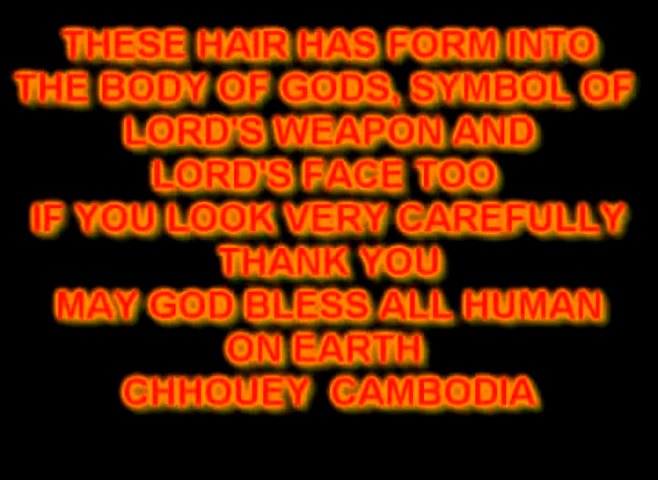 THESE HAIR HAS FORM INTO
THE BODY OF GODS, SYMBOL OF
LORD'S WEAPON AND
LORD'S FACE TOO
IF YOU LOOK VERY CAREFULLY
THANK YOU
MAY GOD BLESS ALL HUMAN
ON EARTH
CHHOUEY CAMBODIA